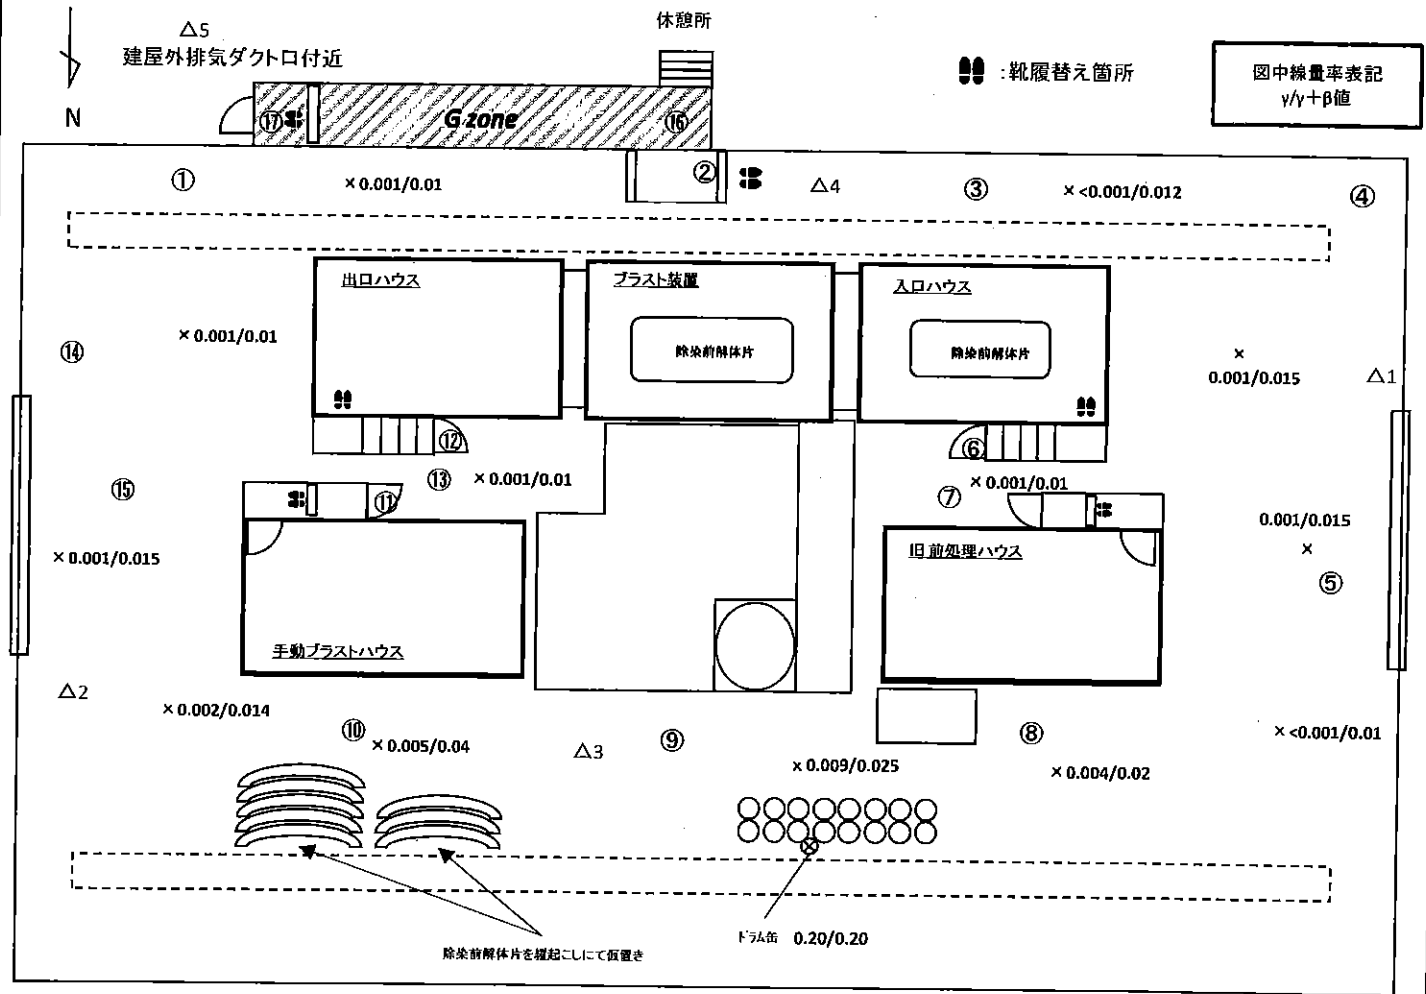 △5
休憩所
建屋外排気ダクトロ付近
:靴履替え箇所
図中線量率表記
γ/γ+β値
N
⑰
G zone
⑯
①
×0.001/0.01
②
△4
③
×<0.001/0.012
④
出口ハウス
ブラスト装置
入口ハウス
×0.001/0.01
⑭
除染前解体片
除染前解体片
×
0.001/0.015
△1
⑫
⑥
⑬
×0.001/0.01
×0.001/0.01
⑮
⑪
⑦
0.001/0.015
×
×0.001/0.015
旧前処理ハウス
⑤
手動ブラストハウス
△2
×0.002/0.014
⑩
×0.005/0.04
△3
⑨
⑧
×<0.001/0.01
×0.009/0.025
×0.004/0.02
ドラム缶 0.20/0.20
除染前解体片を縦起こしにて仮置き